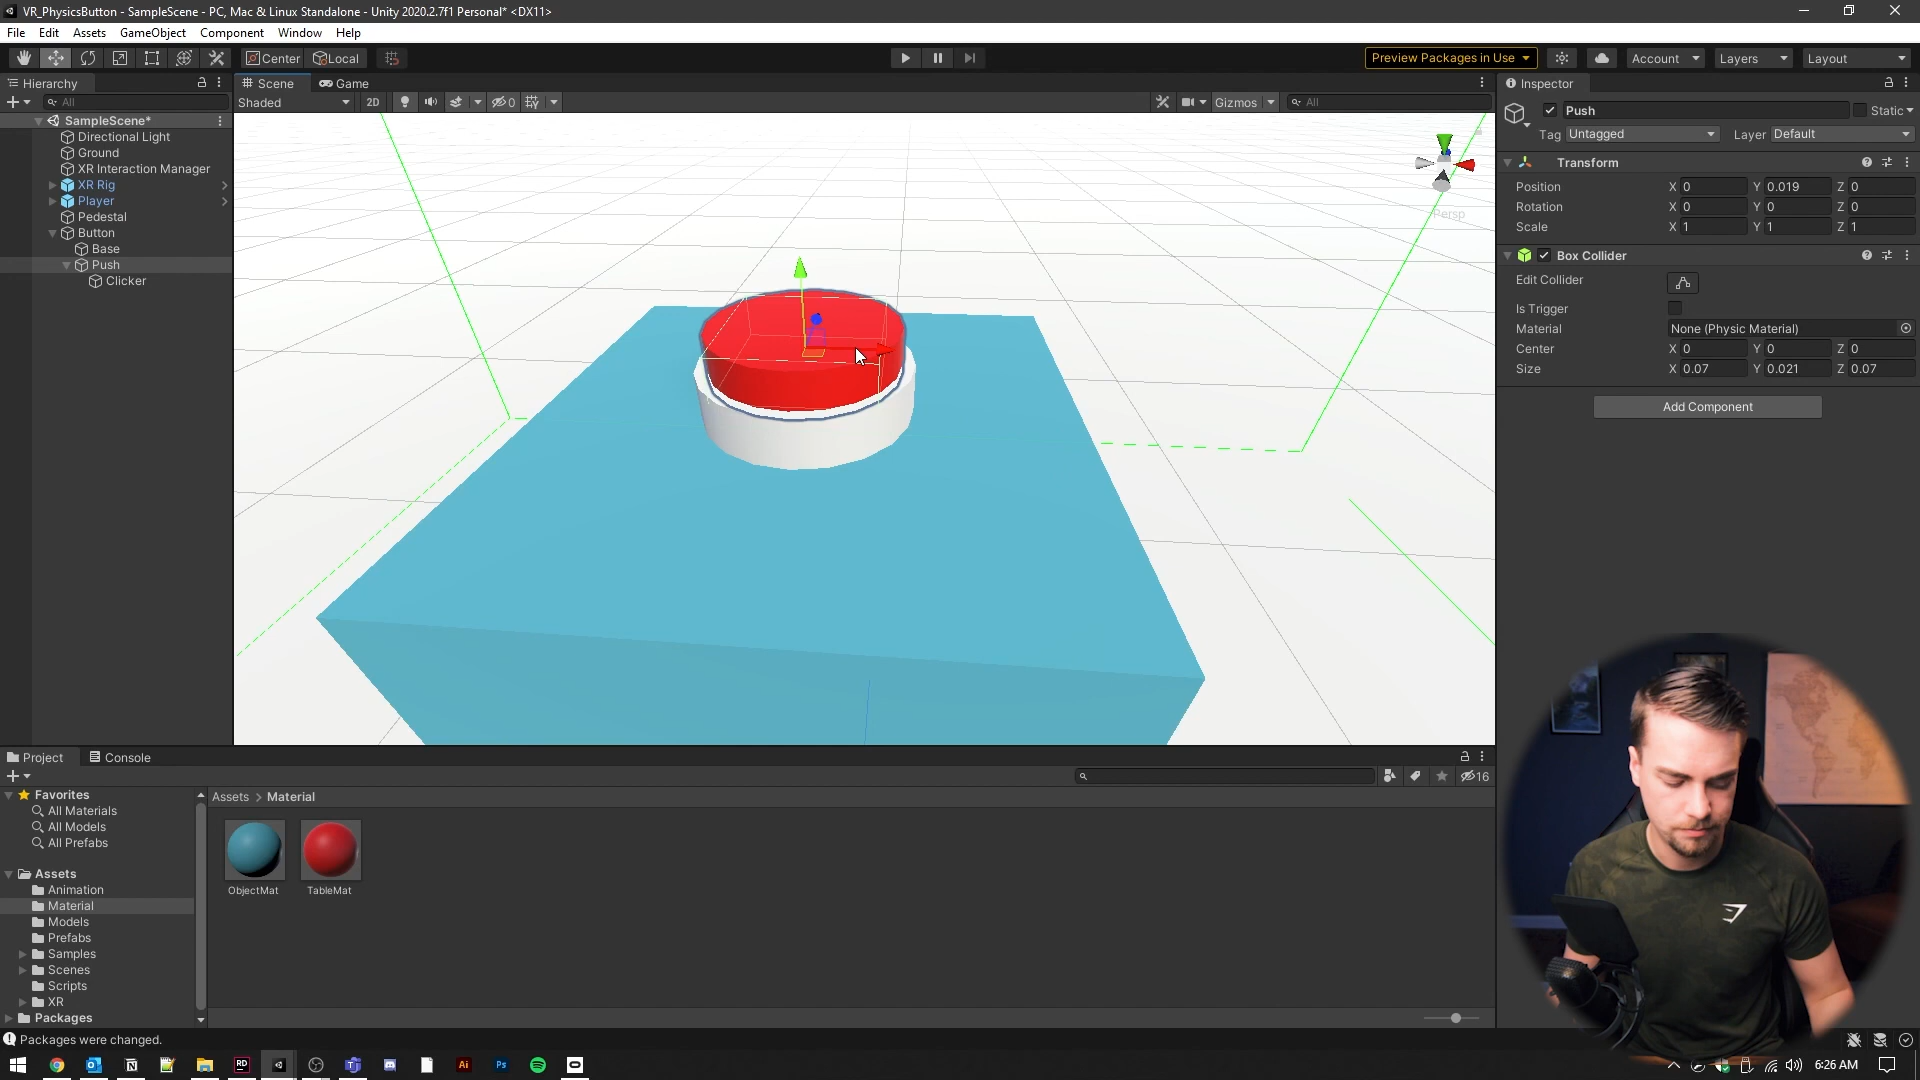 VR_PhysicsButton - SampleScene - PC, Mac & Linux Standalone - Unity 2020.2.7f1 Personal* <DX11>
File Edit Assets GameObject Component Window Help
Center Local
Preview Packages in Use
Account
Layers
Layout
Hierarchy
All
SampleScene*
Directional Light
Ground
XR Interaction Manager
XR Rig
Player
Pedestal
Button
Base
Push
Clicker
Scene Game
Shaded 2D 0 Gizmos All
Persp
Inspector
Push Static
Tag Untagged Layer Default
Transform
Position X 0 Y 0.019 Z 0
Rotation X 0 Y 0 Z 0
Scale X 1 Y 1 Z 1
Box Collider
Edit Collider
Is Trigger
Material None (Physic Material)
Center X 0 Y 0 Z 0
Size X 0.07 Y 0.021 Z 0.07
Add Component
Project Console
16
Favorites
All Materials
All Models
All Prefabs
Assets
Animation
Material
Models
Prefabs
Samples
Scenes
Scripts
XR
Packages
Assets > Material
ObjectMat TableMat
Packages were changed.
RD
Ai
Ps
6:26 AM